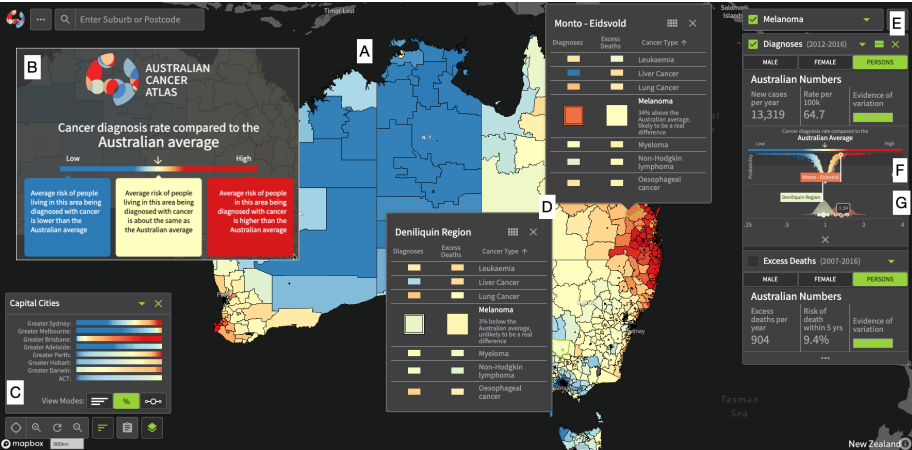 Timor Lest
Solomon
Islands
Enter Suburb or Postcode
A
B
AUSTRALIAN
CANCER
ATLAS
Cancer diagnosis rate compared to the
Australian average
Low
High
Average risk of people
living in this area being
diagnosed with cancer
is lower than the
Australian average
Average risk of people
living in this area being
diagnosed with cancer
is about the same as
the Australian average
Average risk of people
living in this area being
diagnosed with cancer
is higher than the
Australian average
N.T.
Monto - Eidsvold
Diagnoses
Excess
Deaths
Cancer Type
Leukaemia
Liver Cancer
Lung Cancer
Melanoma
34% above the
Australian average,
likely to be a real
difference
Myeloma
Non-Hodgkin
lymphoma
Oesophageal
cancer
D
Deniliquin Region
Diagnoses
Excess
Deaths
Cancer Type
Leukaemia
Liver Cancer
Lung Cancer
Melanoma
3% below the
Australian average,
unlikely to be a real
difference
Myeloma
Non-Hodgkin
lymphoma
Oesophageal
cancer
E
Melanoma
Diagnoses (2012-2016)
MALE
FEMALE
PERSONS
Australian Numbers
New cases
per year
13,319
Rate per
100k
64.7
Evidence of
variation
Cancer diagnosis rate compared to the
Australian Average
Low
High
Probability
Monto - Eidsvold
F
Deniliquin Region
G
1.34
.25
.5
1
2
4
Excess Deaths (2007-2016)
MALE
FEMALE
PERSONS
Australian Numbers
Excess
deaths per
year
904
Risk of
death
within 5 yrs
9.4%
Evidence of
variation
Capital Cities
Greater Sydney:
Greater Melbourne:
Greater Brisbane:
Greater Adelaide:
Greater Perth:
Greater Hobart:
Greater Darwin:
ACT:
C
View Modes:
%
mapbox
300km
Tasman
Sea
New Zealand